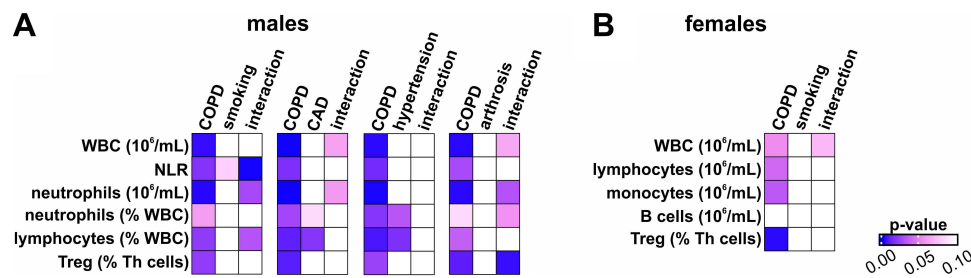 A
males
B
females
COPD smoking interaction
COPD CAD interaction
COPD hypertension interaction
COPD arthrosis interaction
COPD smoking interaction
WBC (10⁶/mL)
NLR
neutrophils (10⁶/mL)
neutrophils (% WBC)
lymphocytes (% WBC)
Treg (% Th cells)
WBC (10⁶/mL)
lymphocytes (10⁶/mL)
monocytes (10⁶/mL)
B cells (10⁶/mL)
Treg (% Th cells)
p-value
0.00 0.05 0.10